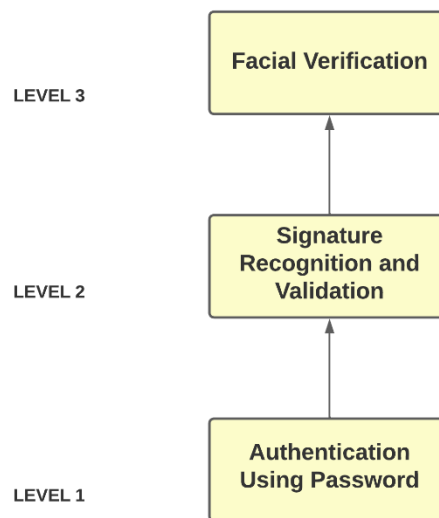 Facial Verification
LEVEL 3
Signature
Recognition and
Validation
LEVEL 2
Authentication
Using Password
LEVEL 1